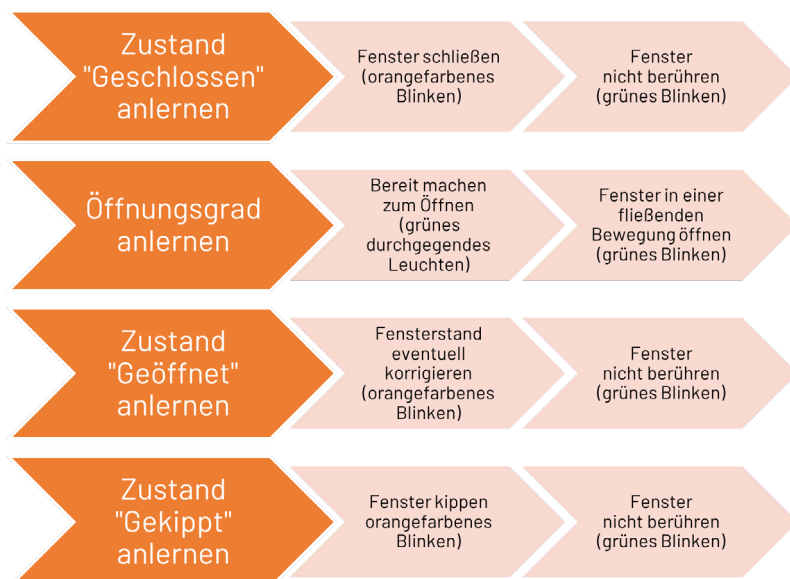 Zustand
"Geschlossen"
anlernen
Fenster schließen
(orangefarbenes
Blinken)
Fenster
nicht berühren
(grünes Blinken)
Öffnungsgrad
anlernen
Bereit machen
zum Öffnen
(grünes
durchgegendes
Leuchten)
Fenster in einer
fließenden
Bewegung öffnen
(grünes Blinken)
Zustand
"Geöffnet"
anlernen
Fensterstand
eventuell
korrigieren
(orangefarbenes
Blinken)
Fenster
nicht berühren
(grünes Blinken)
Zustand
"Gekippt"
anlernen
Fenster kippen
orangefarbenes
Blinken)
Fenster
nicht berühren
(grünes Blinken)